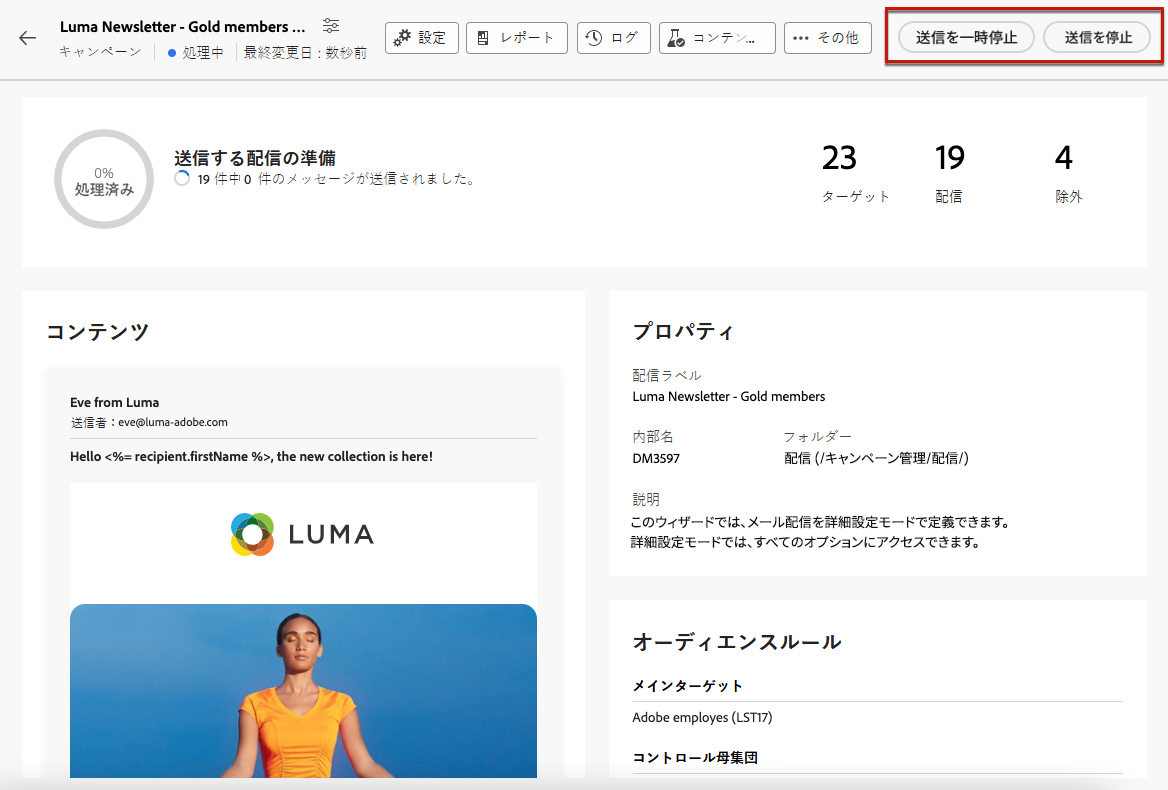 Luma Newsletter - Gold members ...
キャンペーン 処理中 最終変更日：数秒前
設定 レポート ログ コンテン... その他 送信を一時停止 送信を停止
0%
処理済み
送信する配信の準備
19 件中 0 件のメッセージが送信されました。
23 19 4
ターゲット 配信 除外
コンテンツ
Eve from Luma
送信者：eve@luma-adobe.com
Hello <%= recipient.firstName %>, the new collection is here!
LUMA
プロパティ
配信ラベル
Luma Newsletter - Gold members
内部名 フォルダー
DM3597 配信 (/キャンペーン管理/配信/)
説明
このウィザードでは、メール配信を詳細設定モードで定義できます。
詳細設定モードでは、すべてのオプションにアクセスできます。
オーディエンスルール
メインターゲット
Adobe employes (LST17)
コントロール母集団